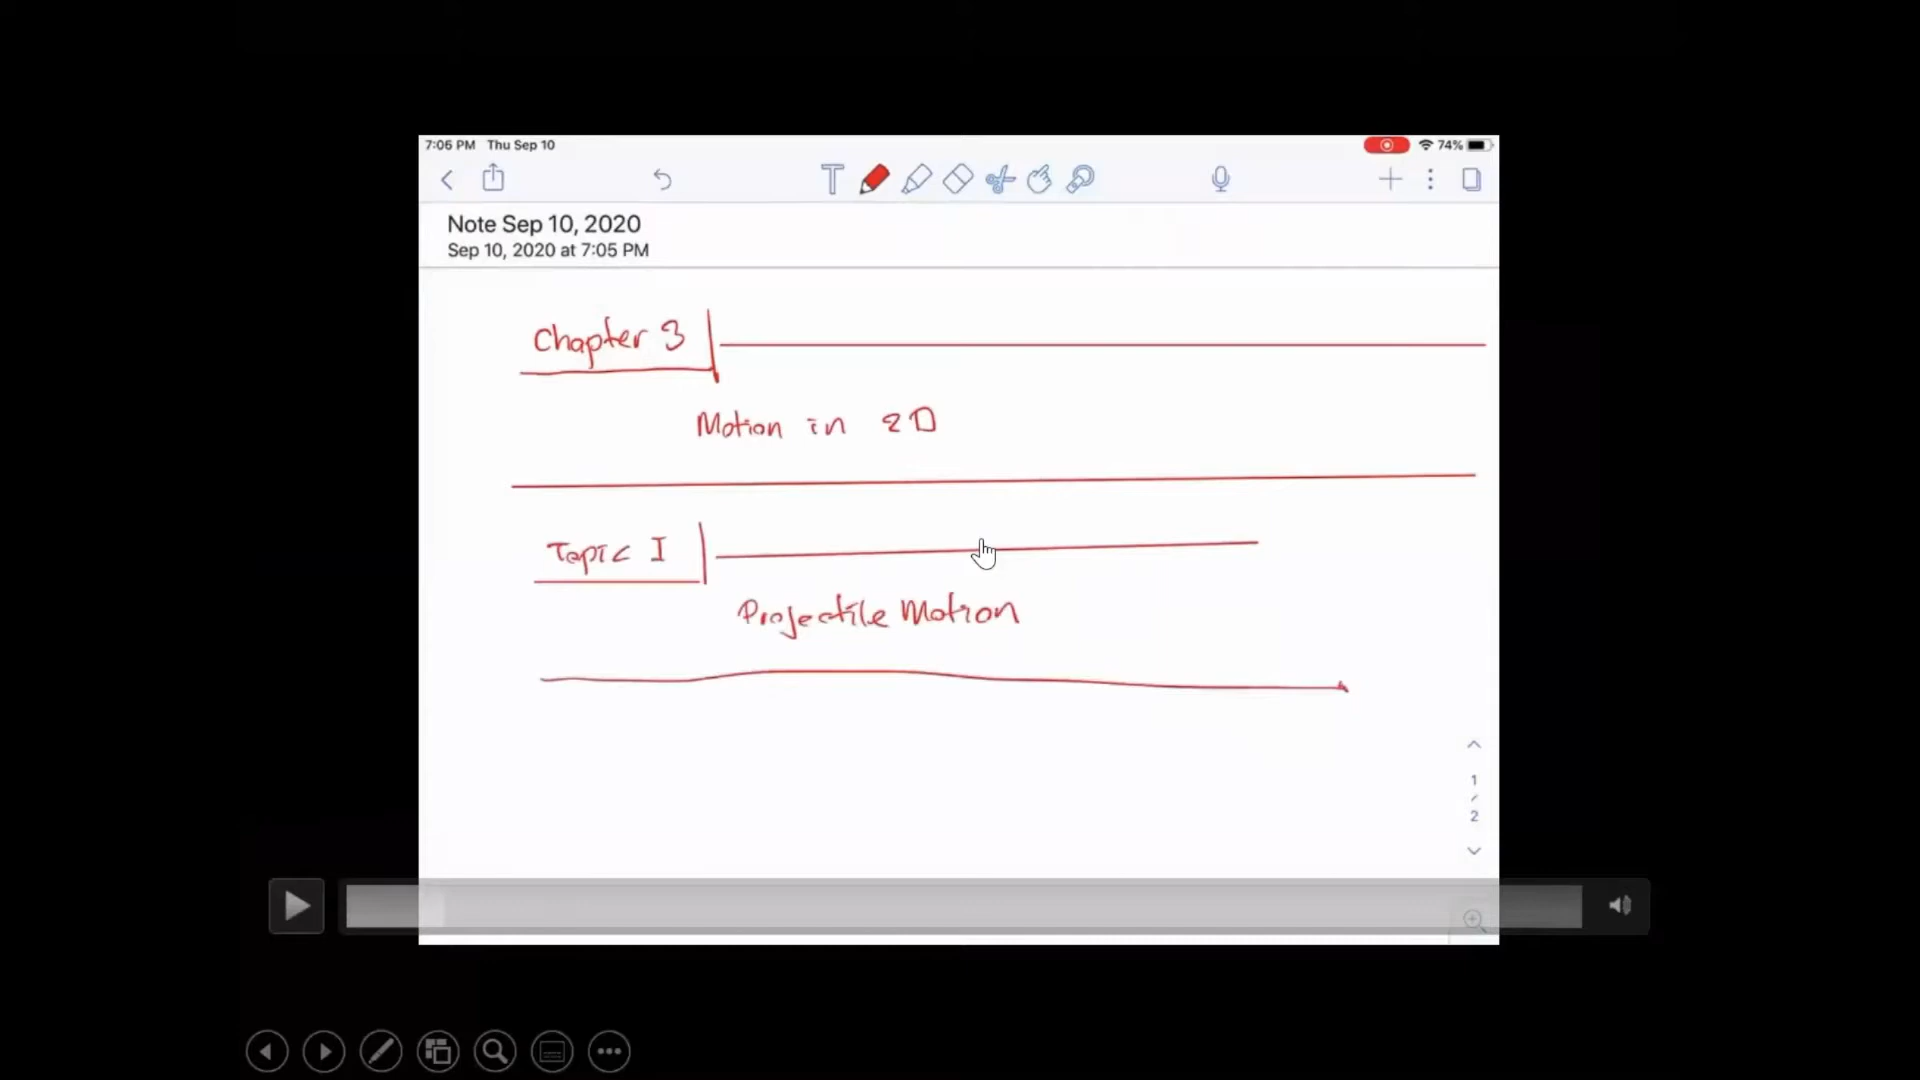 7:06 PM Thu Sep 10
74%
Note Sep 10, 2020
Sep 10, 2020 at 7:05 PM
Chapter 3
Motion in 2D
Topic I
Projectile Motion
1
/
2